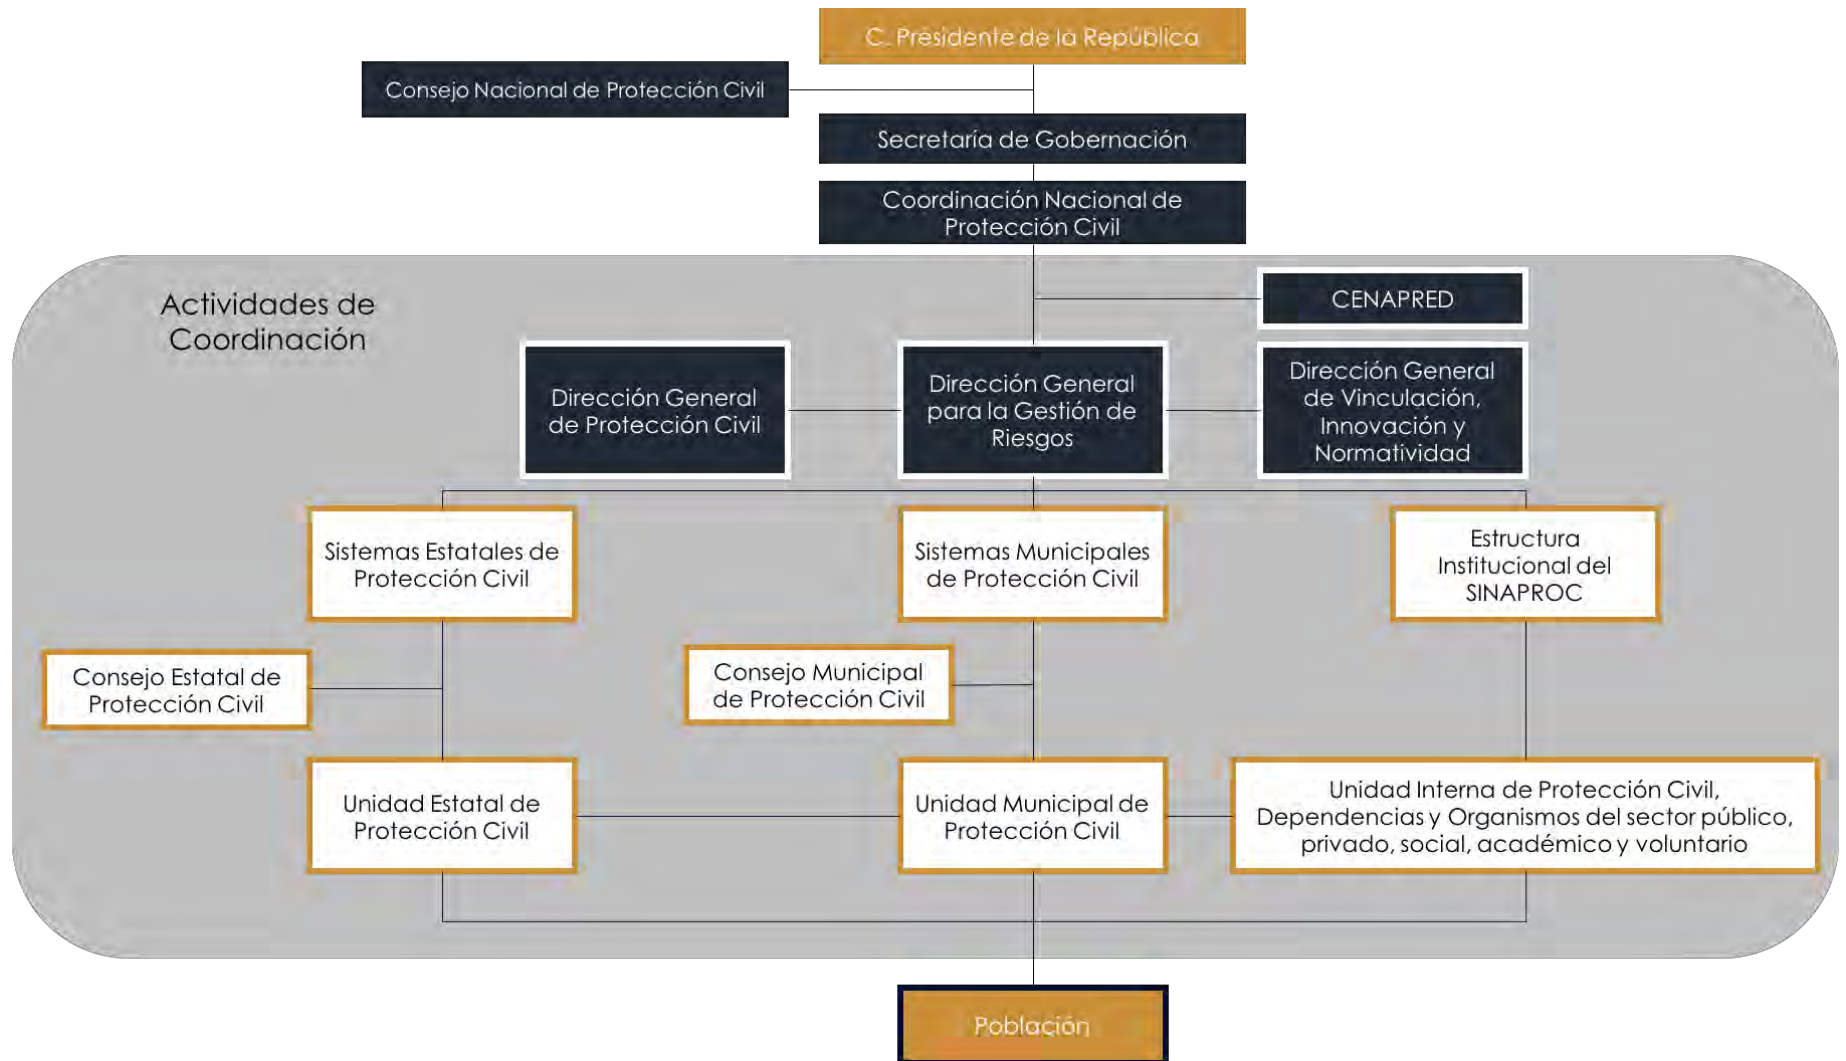 C. Presidente de la República
Consejo Nacional de Protección Civil
Secretaría de Gobernación
Coordinación Nacional de
Protección Civil
Actividades de
Coordinación
CENAPRED
Dirección General
de Protección Civil
Dirección General
para la Gestión de
Riesgos
Dirección General
de Vinculación,
Innovación y
Normatividad
Sistemas Estatales de
Protección Civil
Sistemas Municipales
de Protección Civil
Estructura
Institucional del
SINAPROC
Consejo Estatal de
Protección Civil
Consejo Municipal
de Protección Civil
Unidad Estatal de
Protección Civil
Unidad Municipal de
Protección Civil
Unidad Interna de Protección Civil,
Dependencias y Organismos del sector público,
privado, social, académico y voluntario
Población